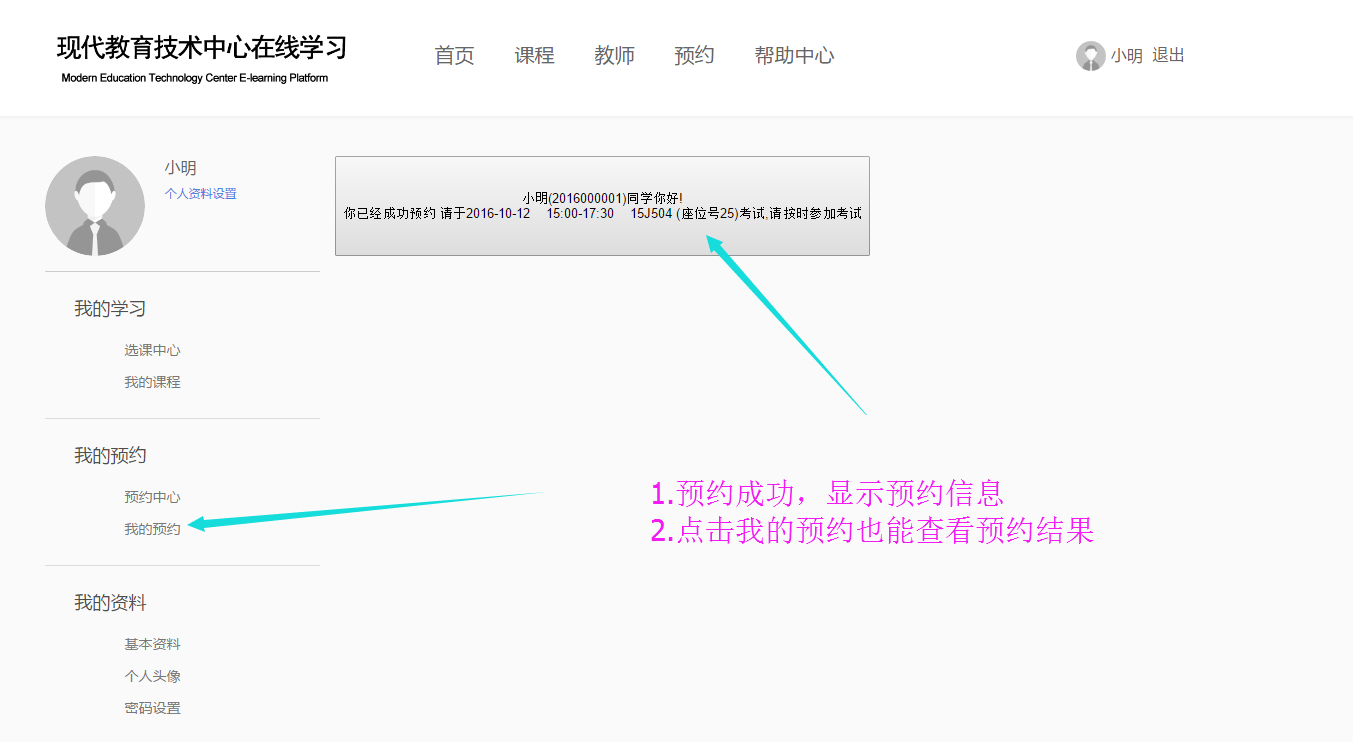 现代教育技术中心在线学习
Modern Education Technology Center E-learning Platform
首页 课程 教师 预约 帮助中心
小明 退出
小明
个人资料设置
小明(2016000001)同学你好!
你已经成功预约 请于2016-10-12 15:00-17:30 15J504 (座位号25)考试,请按时参加考试
我的学习
选课中心
我的课程
我的预约
预约中心
我的预约
1.预约成功，显示预约信息
2.点击我的预约也能查看预约结果
我的资料
基本资料
个人头像
密码设置